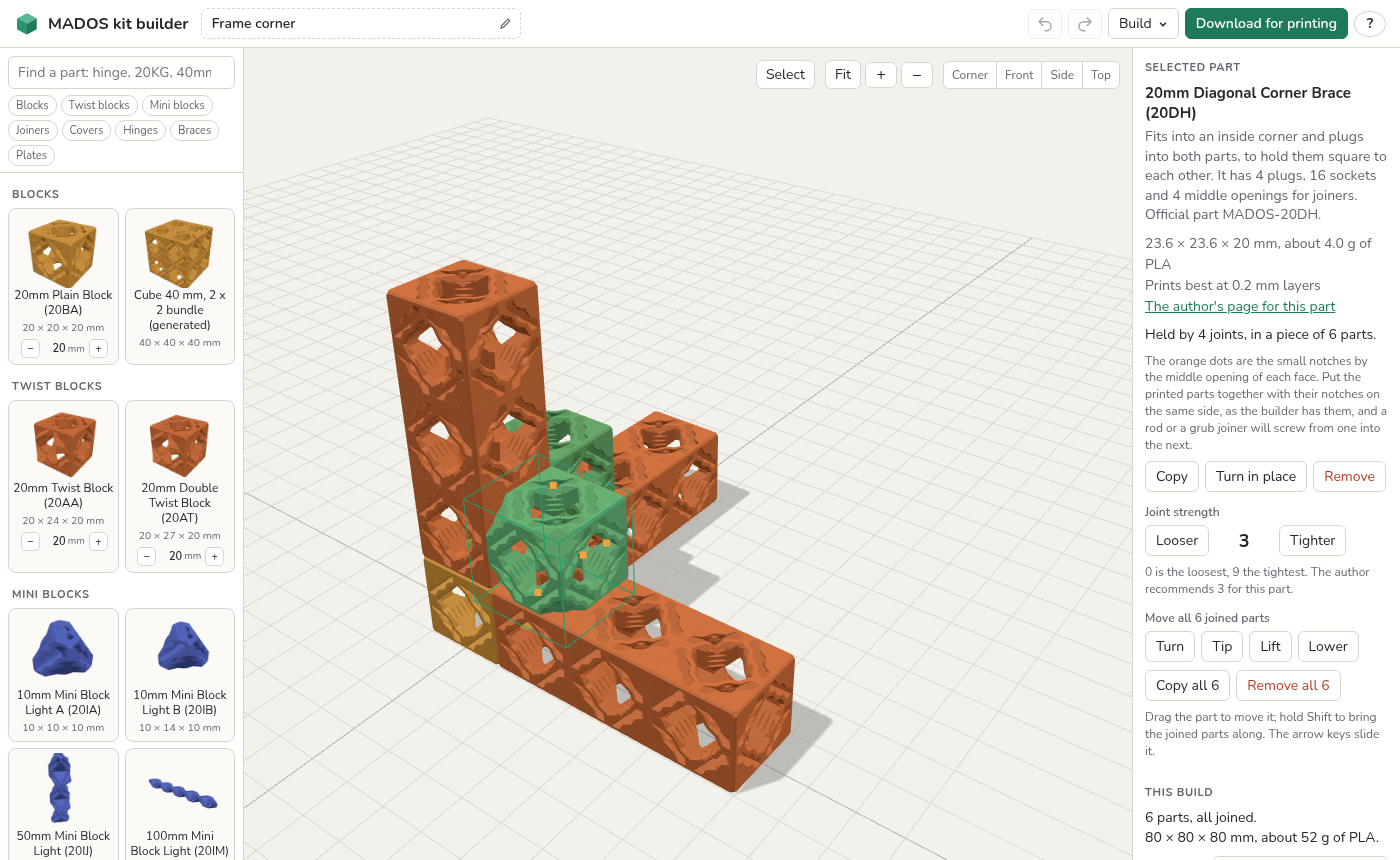 MADOS kit builder
Frame corner
Build
Download for printing
?
Find a part: hinge, 20KG, 40mm
Blocks
Twist blocks
Mini blocks
Joiners
Covers
Hinges
Braces
Plates
BLOCKS
20mm Plain Block
(20BA)
20 × 20 × 20 mm
− 20 mm +
Cube 40 mm, 2 x
2 bundle
(generated)
40 × 40 × 40 mm
TWIST BLOCKS
20mm Twist Block
(20AA)
20 × 24 × 20 mm
− 20 mm +
20mm Double
Twist Block
(20AT)
20 × 27 × 20 mm
− 20 mm +
MINI BLOCKS
10mm Mini Block
Light A (20IA)
10 × 10 × 10 mm
10mm Mini Block
Light B (20IB)
10 × 14 × 10 mm
50mm Mini Block
Light (20IJ)
100mm Mini
Block Light (20IM)
Select
Fit
+
−
Corner
Front
Side
Top
SELECTED PART
20mm Diagonal Corner Brace
(20DH)
Fits into an inside corner and plugs
into both parts, to hold them square to
each other. It has 4 plugs, 16 sockets
and 4 middle openings for joiners.
Official part MADOS-20DH.
23.6 × 23.6 × 20 mm, about 4.0 g of
PLA
Prints best at 0.2 mm layers
The author's page for this part
Held by 4 joints, in a piece of 6 parts.
The orange dots are the small notches by
the middle opening of each face. Put the
printed parts together with their notches on
the same side, as the builder has them, and a
rod or a grub joiner will screw from one into
the next.
Copy
Turn in place
Remove
Joint strength
Looser
3
Tighter
0 is the loosest, 9 the tightest. The author
recommends 3 for this part.
Move all 6 joined parts
Turn
Tip
Lift
Lower
Copy all 6
Remove all 6
Drag the part to move it; hold Shift to bring
the joined parts along. The arrow keys slide
it.
THIS BUILD
6 parts, all joined.
80 × 80 × 80 mm, about 52 g of PLA.